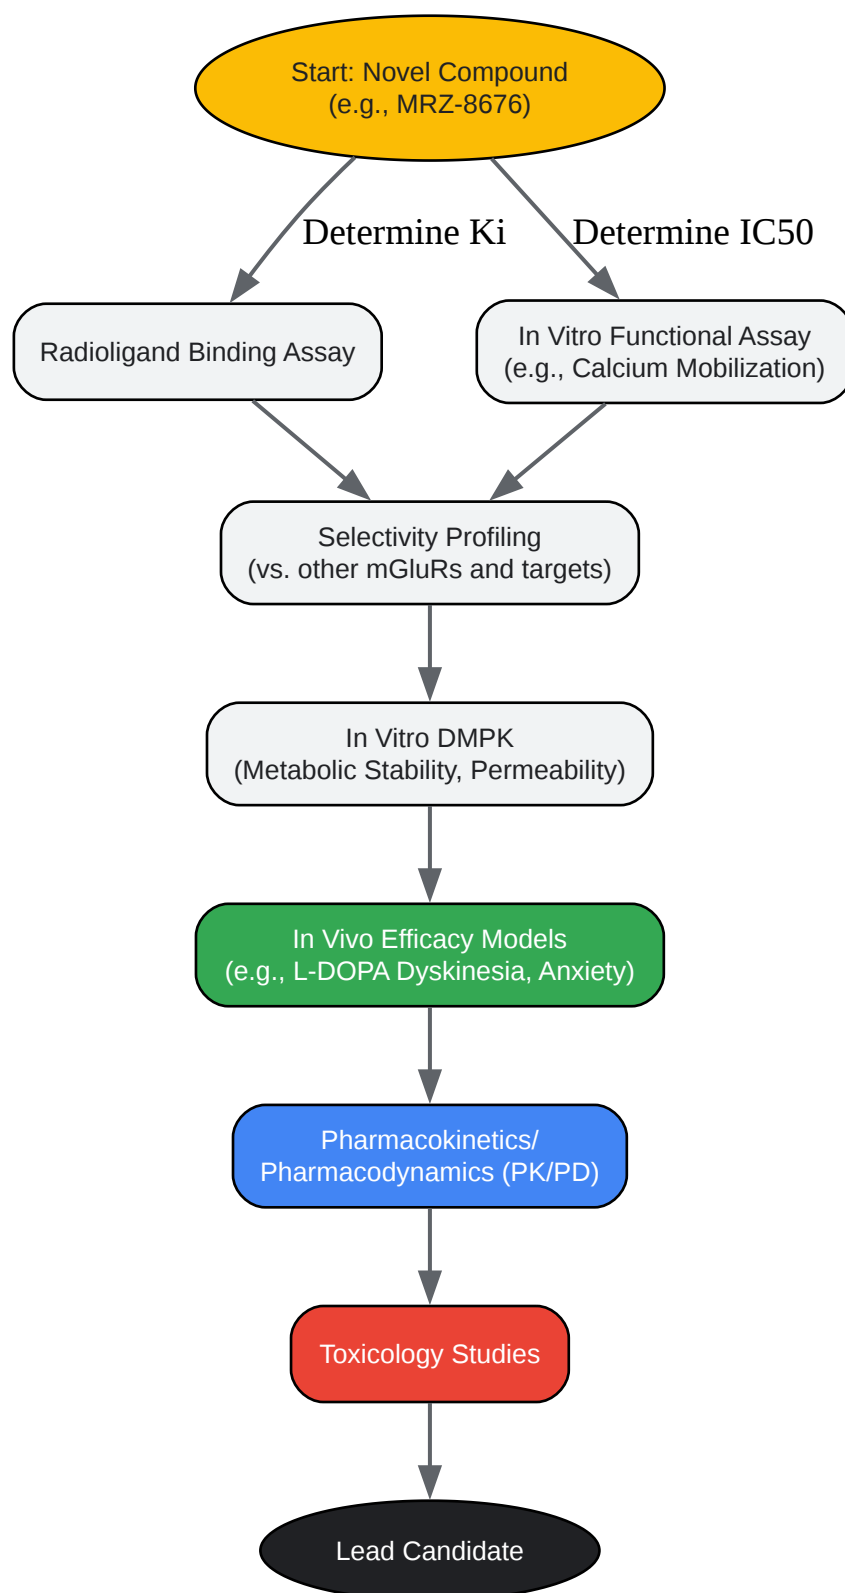 Start: Novel Compound
(e.g., MRZ-8676)
Determine Ki
Determine IC50
Radioligand Binding Assay
In Vitro Functional Assay
(e.g., Calcium Mobilization)
Selectivity Profiling
(vs. other mGluRs and targets)
In Vitro DMPK
(Metabolic Stability, Permeability)
In Vivo Efficacy Models
(e.g., L-DOPA Dyskinesia, Anxiety)
Pharmacokinetics/
Pharmacodynamics (PK/PD)
Toxicology Studies
Lead Candidate